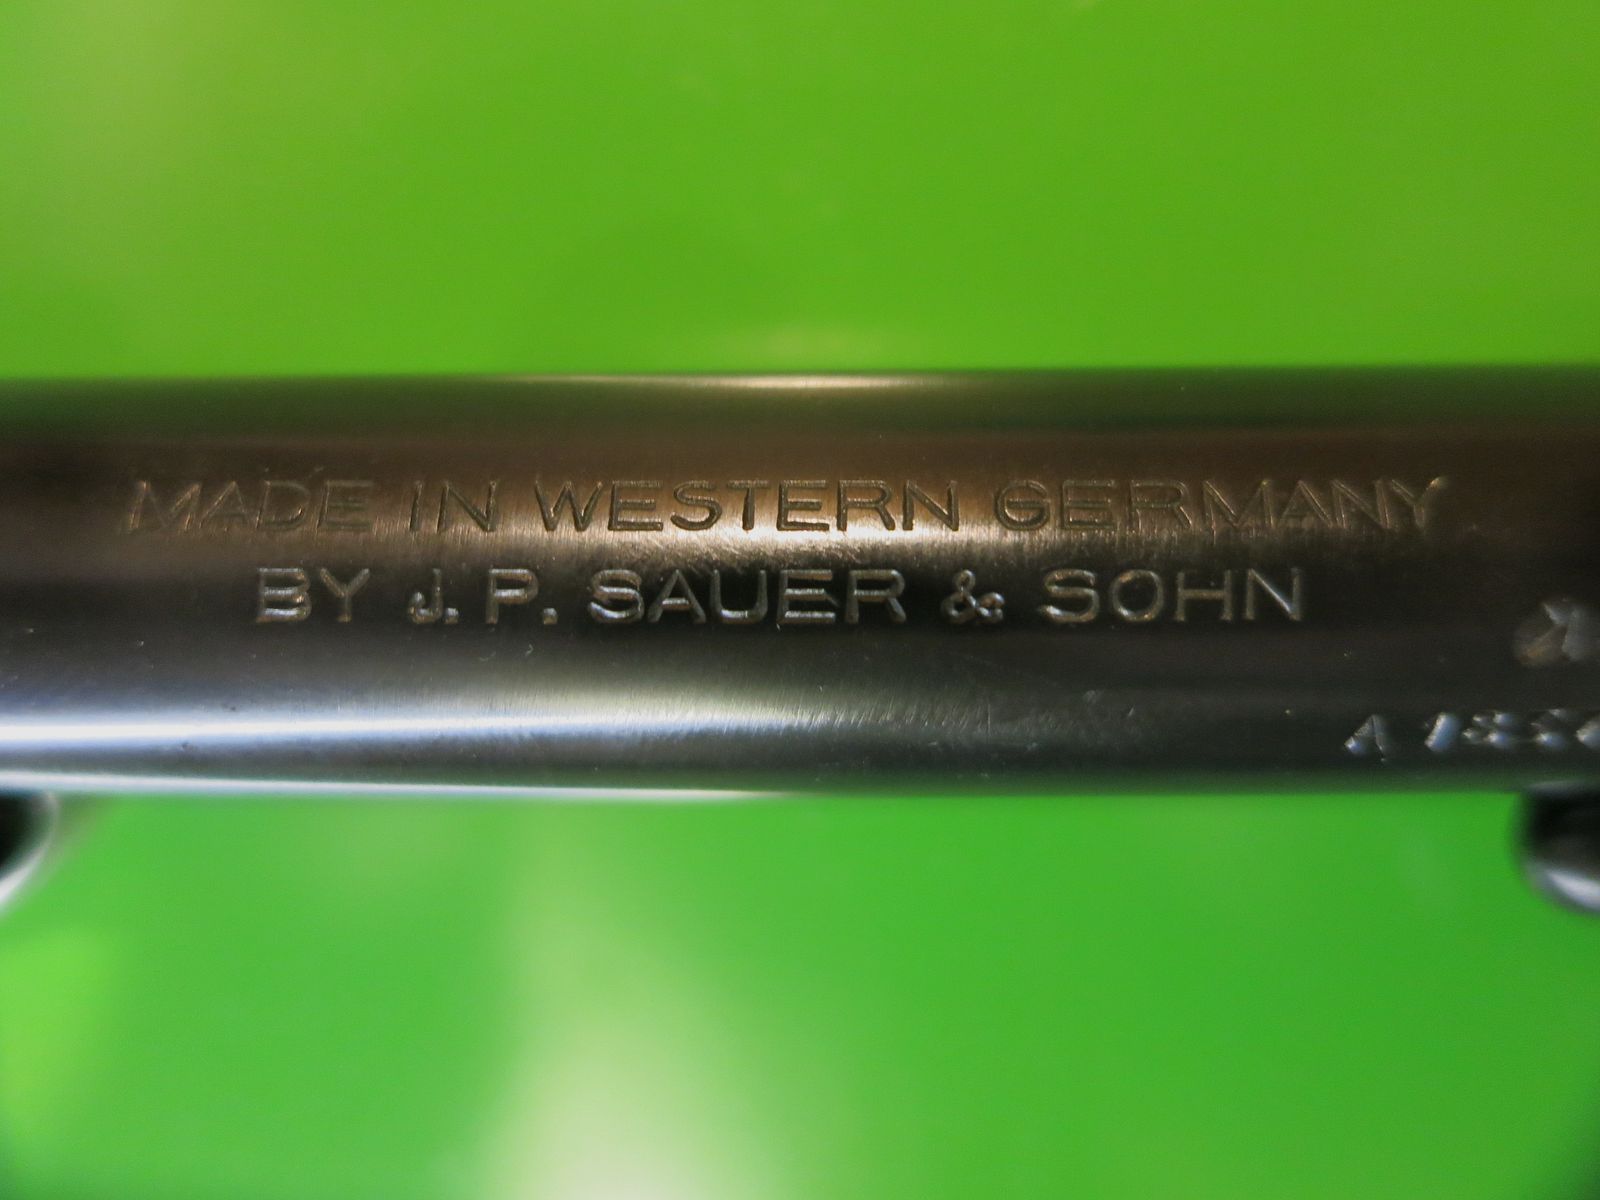 MADE IN WESTERN GERMANY
BY J. P. SAUER & SOHN